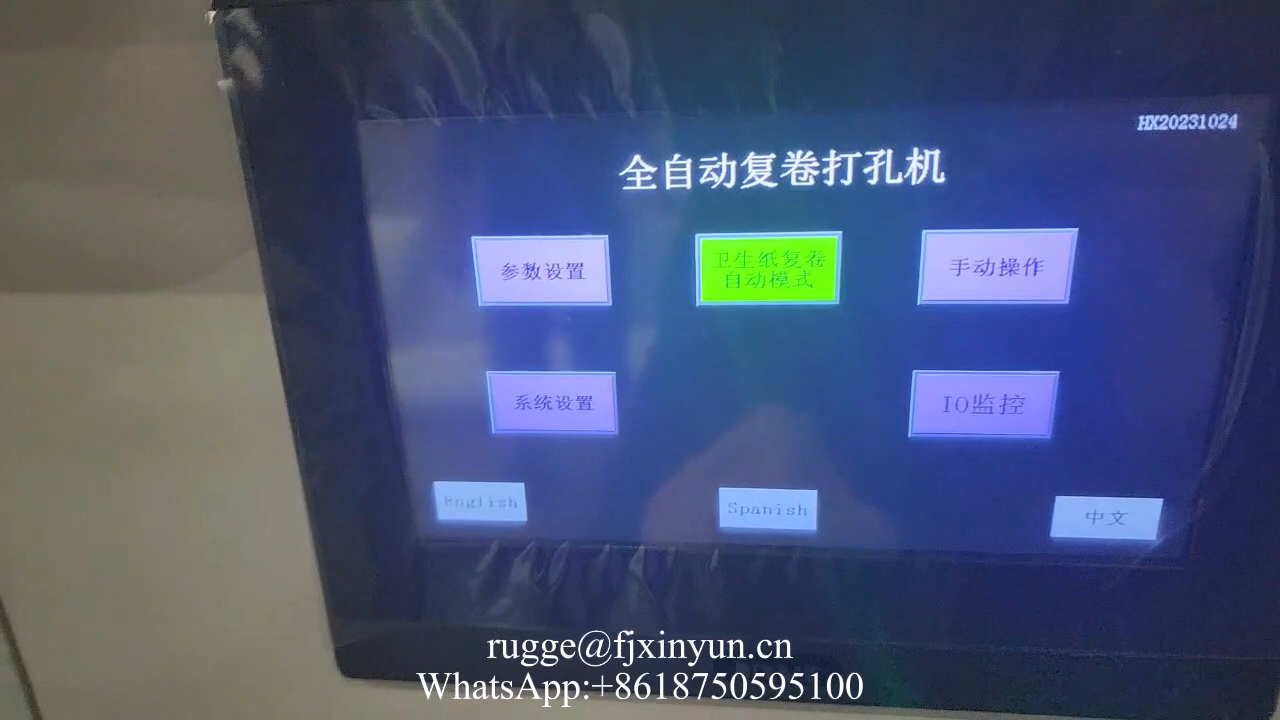 HX20231024
全自动复卷打孔机
参数设置
卫生纸复卷
自动模式
手动操作
系统设置
IO监控
English
Spanish
中文
rugge@fjxinyun.cn
WhatsApp:+8618750595100